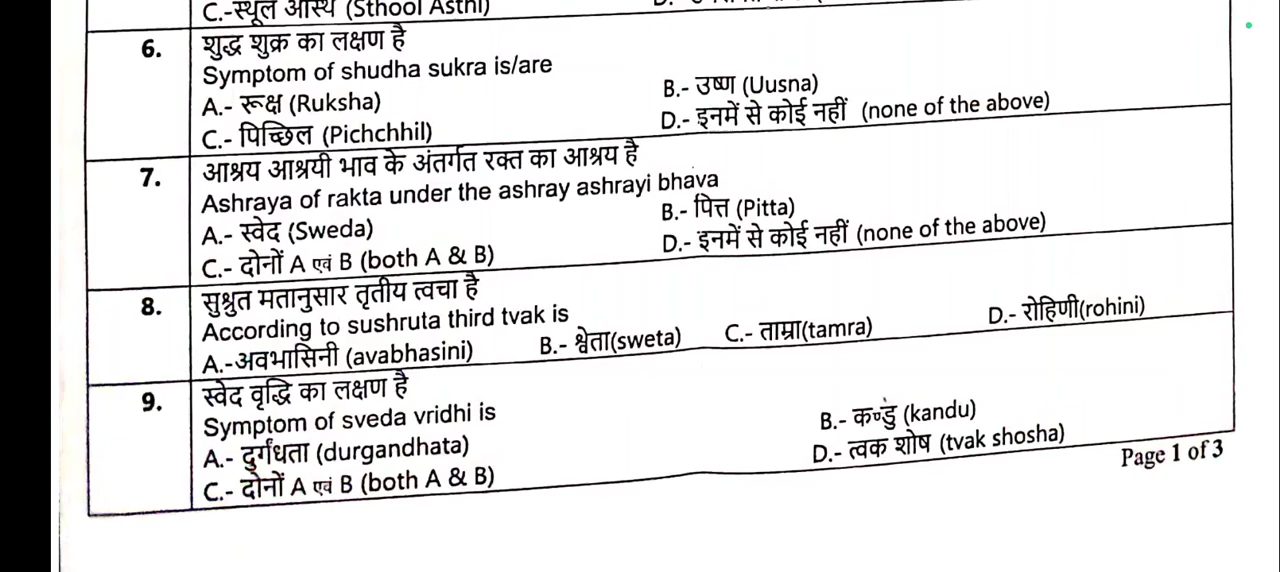 C.-स्थूल अस्थि (Sthool Asthi)
6.
शुद्ध शुक्र का लक्षण है
Symptom of shudha sukra is/are
A.- रूक्ष (Ruksha)
B.- उष्ण (Uusna)
C.- पिच्छिल (Pichchhil)
D.- इनमें से कोई नहीं (none of the above)
7.
आश्रय आश्रयी भाव के अंतर्गत रक्त का आश्रय है
Ashraya of rakta under the ashray ashrayi bhava
A.- स्वेद (Sweda)
B.- पित्त (Pitta)
C.- दोनों A एवं B (both A & B)
D.- इनमें से कोई नहीं (none of the above)
8.
सुश्रुत मतानुसार तृतीय त्वचा है
According to sushruta third tvak is
A.-अवभासिनी (avabhasini) B.- श्वेता(sweta) C.- ताम्रा(tamra) D.- रोहिणी(rohini)
9.
स्वेद वृद्धि का लक्षण है
Symptom of sveda vridhi is
A.- दुर्गंधता (durgandhata)
B.- कण्डु (kandu)
C.- दोनों A एवं B (both A & B)
D.- त्वक शोष (tvak shosha)
Page 1 of 3